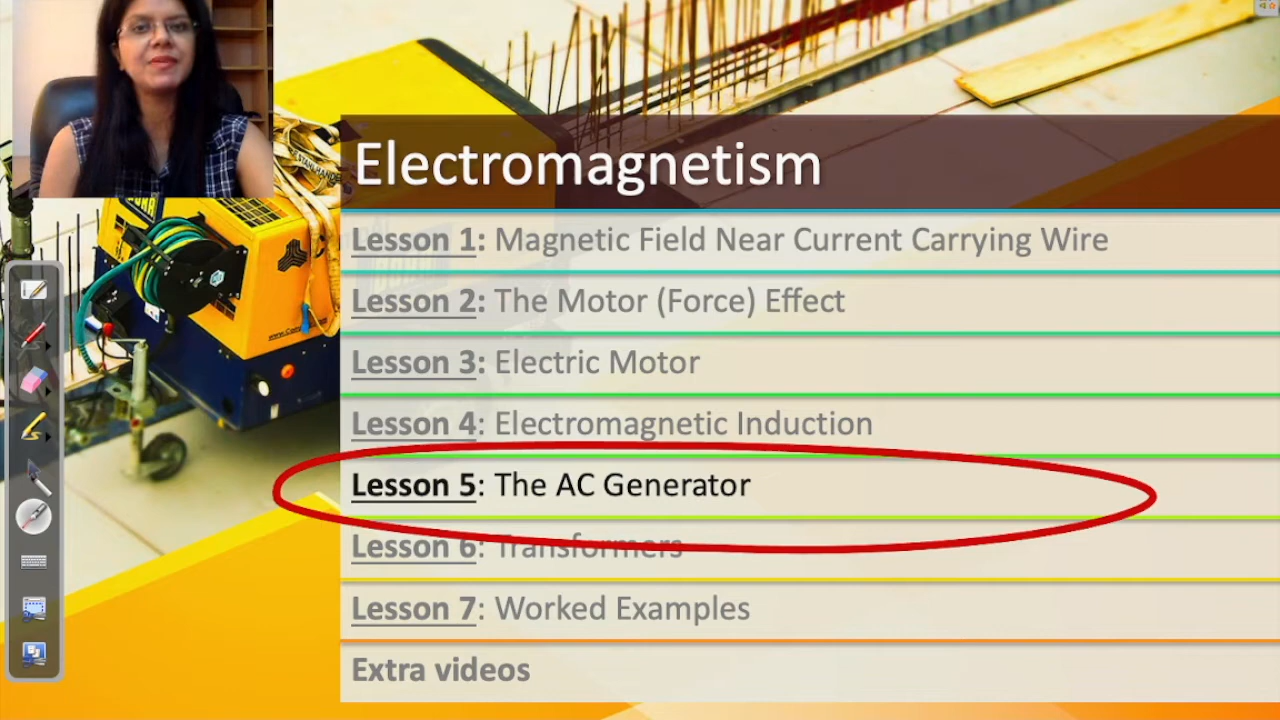 Electromagnetism
Lesson 1: Magnetic Field Near Current Carrying Wire
Lesson 2: The Motor (Force) Effect
Lesson 3: Electric Motor
Lesson 4: Electromagnetic Induction
Lesson 5: The AC Generator
Lesson 6: Transformers
Lesson 7: Worked Examples
Extra videos